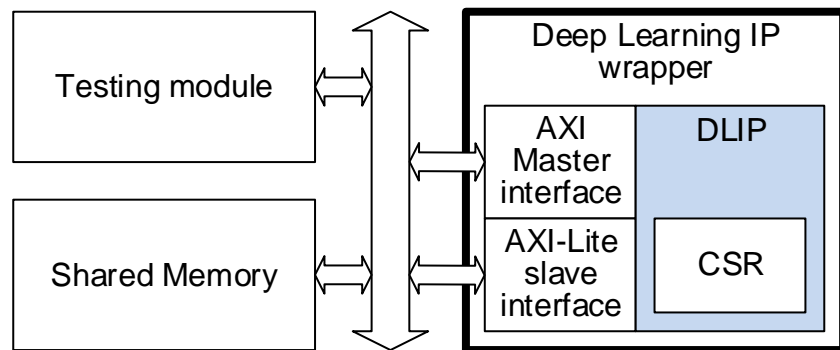 Testing module
Shared Memory
Deep Learning IP
wrapper
AXI
Master
interface
DLIP
AXI-Lite
slave
interface
CSR